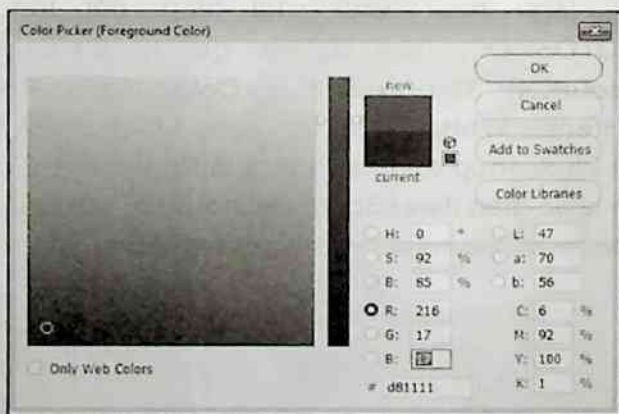 Color Picker (Foreground Color)
OK
new
Cancel
Add to Swatches
current
Color Libraries
H: 0 °
S: 92 %
B: 85 %
R: 216
G: 17
B:
# d81111
L: 47
a: 70
b: 56
C: 6 %
M: 92 %
Y: 100 %
K: 1 %
Only Web Colors